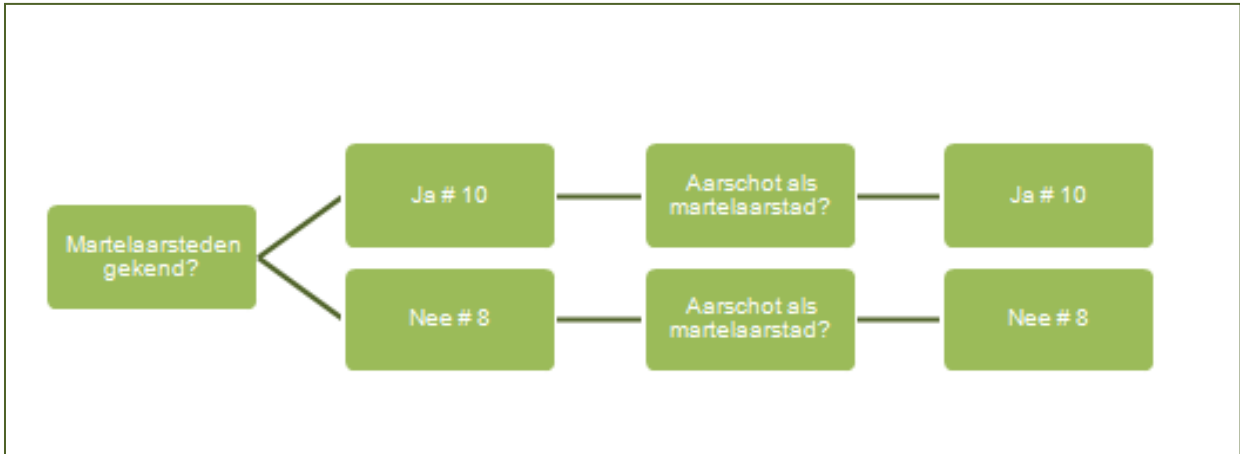 Martelaarsteden
gekend?
Ja # 10
Aarschot als
martelaarstad?
Ja # 10
Nee # 8
Aarschot als
martelaarstad?
Nee # 8